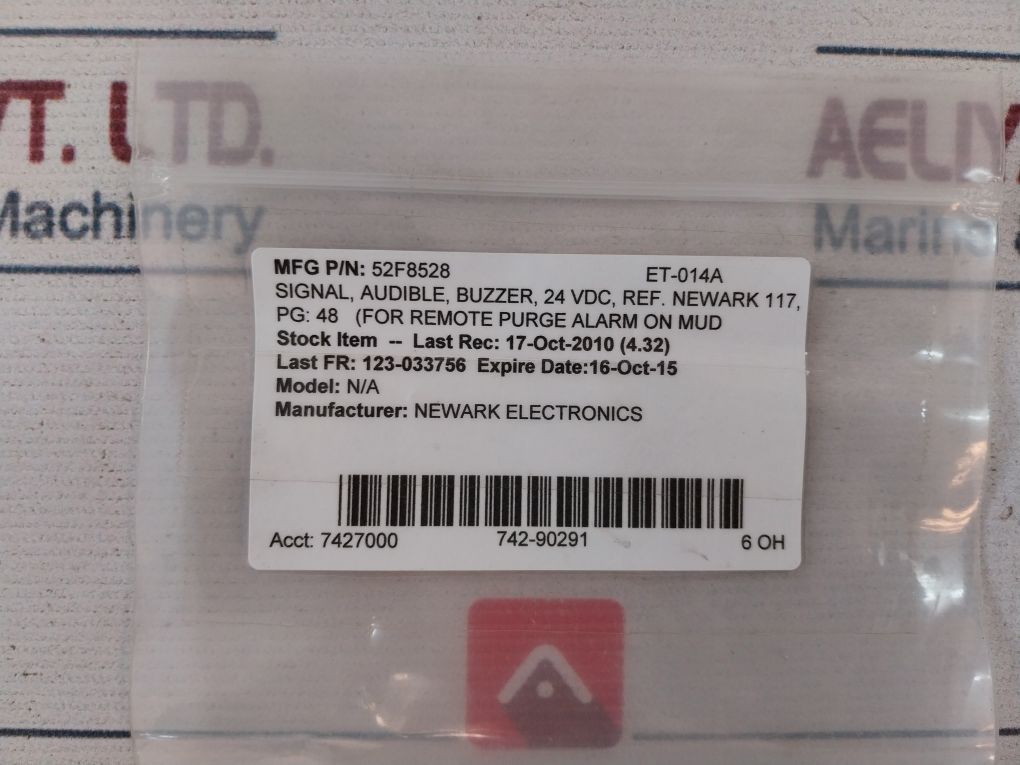 VT. LTD.
AELIY
Machinery
Marine
MFG P/N: 52F8528 ET-014A
SIGNAL, AUDIBLE, BUZZER, 24 VDC, REF. NEWARK 117,
PG: 48 (FOR REMOTE PURGE ALARM ON MUD
Stock Item -- Last Rec: 17-Oct-2010 (4.32)
Last FR: 123-033756 Expire Date:16-Oct-15
Model: N/A
Manufacturer: NEWARK ELECTRONICS
Acct: 7427000 742-90291 6 OH